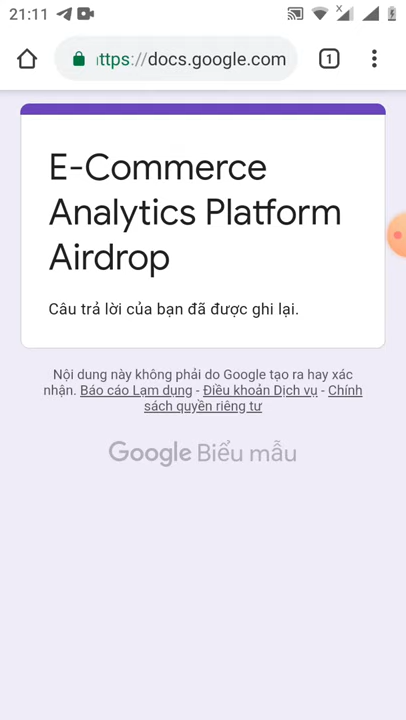 21:11
ttps://docs.google.com
1
E-Commerce
Analytics Platform
Airdrop
Câu trả lời của bạn đã được ghi lại.
Nội dung này không phải do Google tạo ra hay xác
nhận. Báo cáo Lạm dụng - Điều khoản Dịch vụ - Chính
sách quyền riêng tư
Google Biểu mẫu